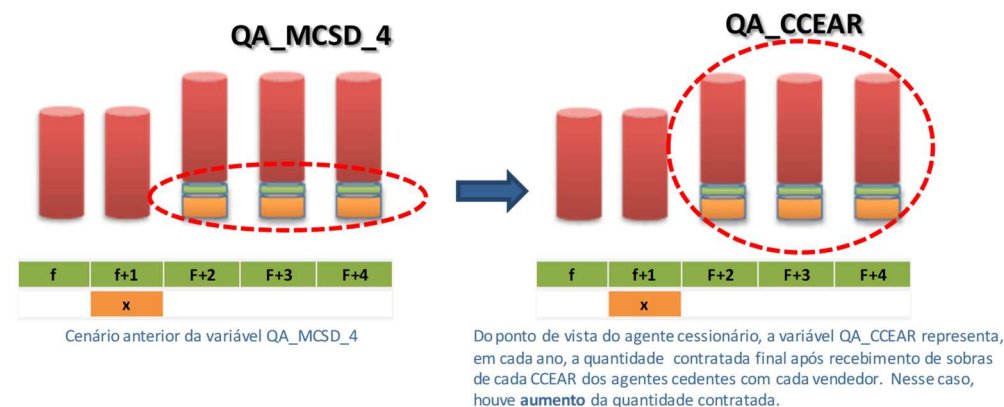 QA_MCSD_4
f f+1 F+2 F+3 F+4
x
Cenário anterior da variável QA_MCSD_4
QA_CCEAR
f f+1 F+2 F+3 F+4
x
Do ponto de vista do agente cessionário, a variável QA_CCEAR representa,
em cada ano, a quantidade contratada final após recebimento de sobras
de cada CCEAR dos agentes cedentes com cada vendedor. Nesse caso,
houve aumento da quantidade contratada.